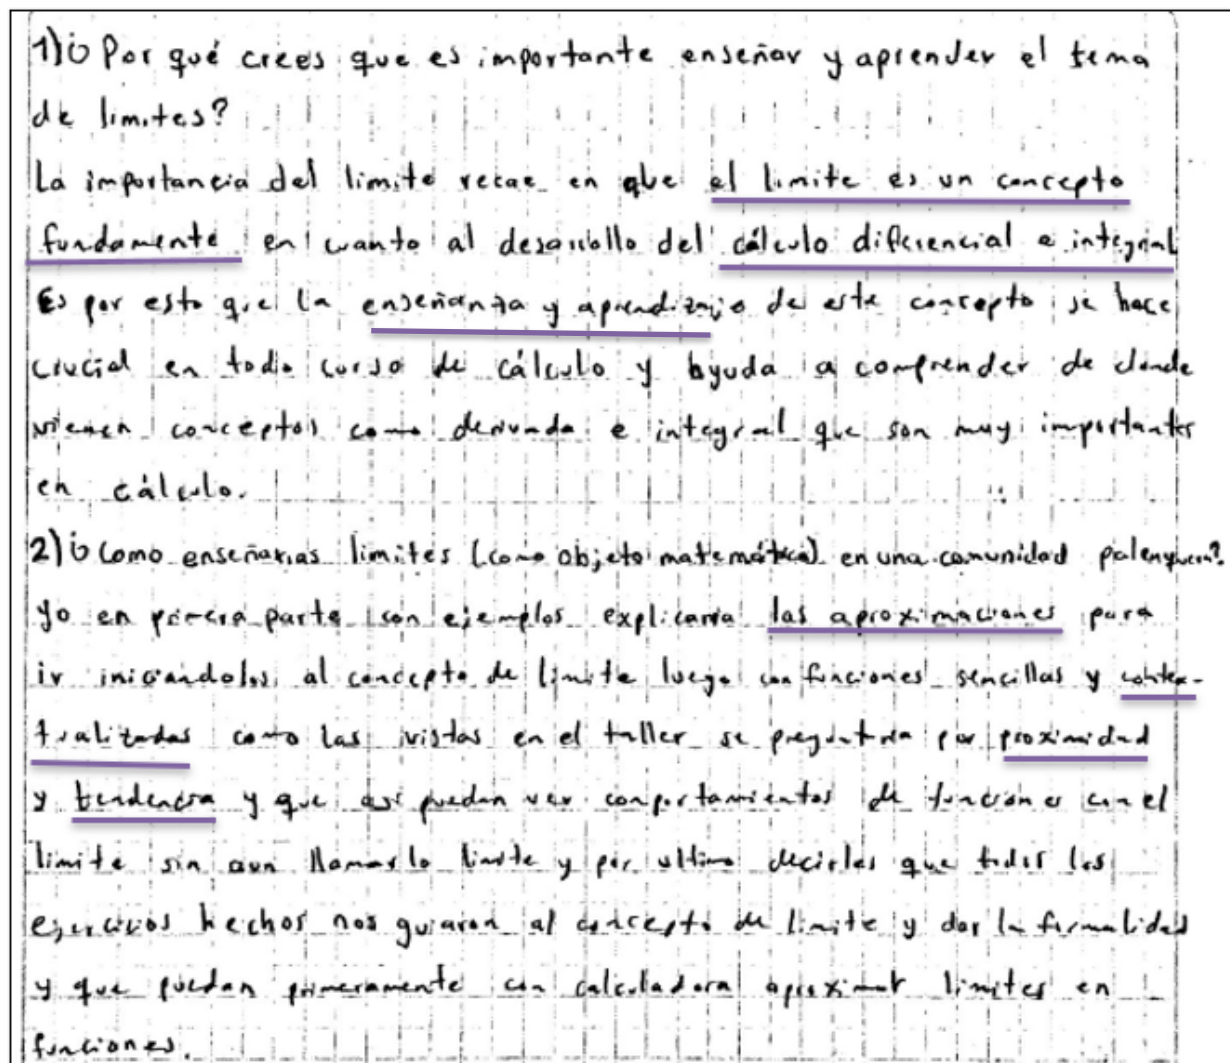 1) ¿Por qué crees que es importante enseñar y aprender el tema
de limites?
La importancia del limite recae en que el limite es un concepto
fundamente en cuanto al desarrollo del cálculo diferencial e integral
Es por esto que la enseñanza y aprendizaje de este concepto se hace
crucial en todo curso de cálculo y ayuda a comprender de donde
vienen conceptos como derivada e integral que son muy importantes
en cálculo.
2) ¿Como enseñarias limites (como objeto matemático) en una comunidad palenquera?
Yo en primera parte con ejemplos explicaria las aproximaciones para
ir iniciandolos al concepto de limite luego con funciones sencillas y contex-
tualizadas como las vistas en el taller se preguntaria por proximidad
y tendencia y que asi puedan ver comportamientos de funciones con el
limite sin aun llamarlo limite y por ultimo decirles que todos los
ejercicios hechos nos guiaron al concepto de limite y dar la formalidad
y que puedan primeramente con calculadora aproximar limites en
funciones.